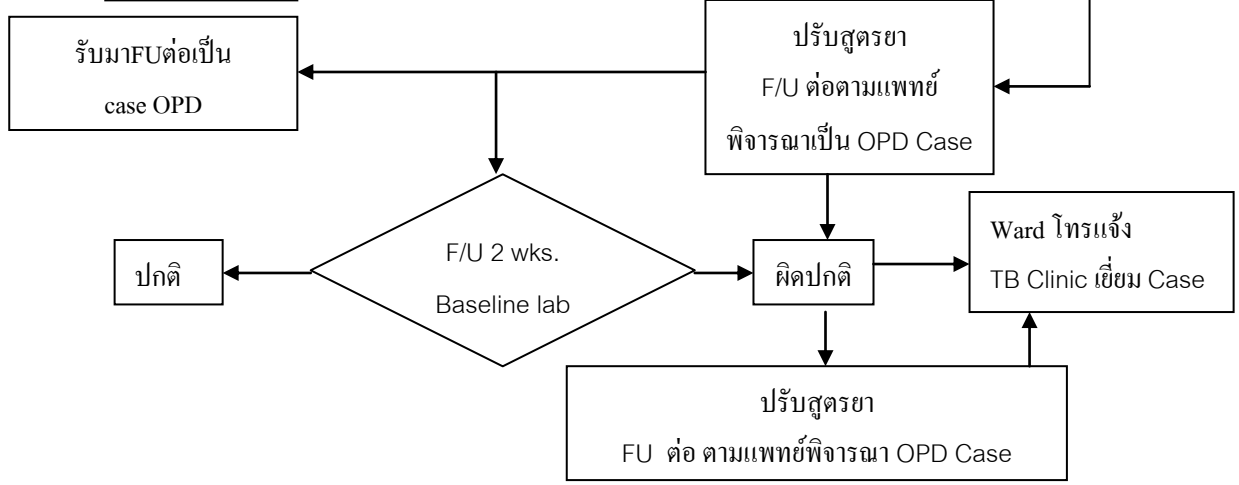 รับมาFUต่อเป็น
case OPD
ปรับสูตรยา
F/U ต่อตามแพทย์
พิจารณาเป็น OPD Case
ปกติ
F/U 2 wks.
Baseline lab
ผิดปกติ
Ward โทรแจ้ง
TB Clinic เยี่ยม Case
ปรับสูตรยา
FU ต่อ ตามแพทย์พิจารณา OPD Case